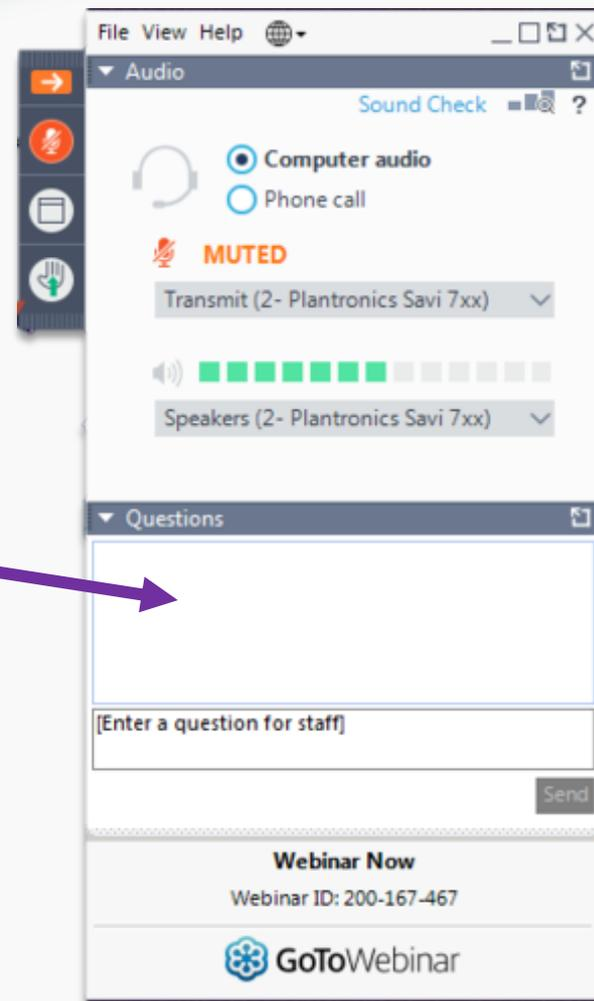 File View Help
Audio
Sound Check ?
Computer audio
Phone call
MUTED
Transmit (2- Plantronics Savi 7xx)
Speakers (2- Plantronics Savi 7xx)
Questions
[Enter a question for staff]
Send
Webinar Now
Webinar ID: 200-167-467
GoToWebinar